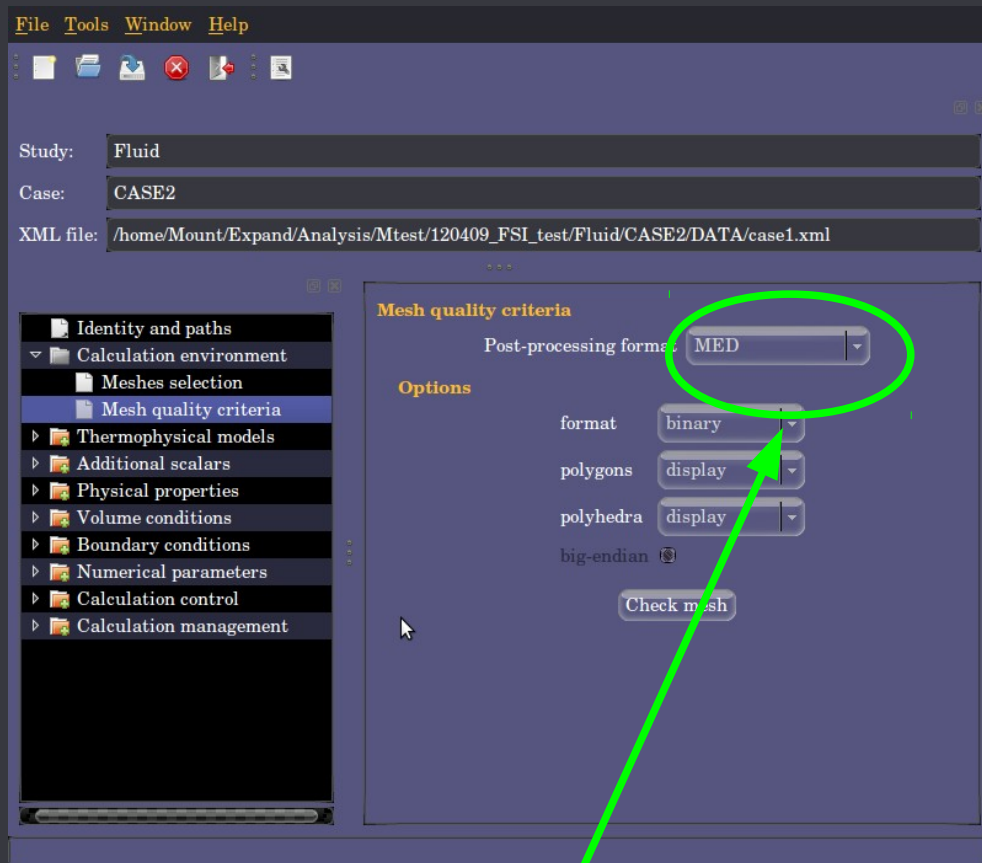 File Tools Window Help
Study: Fluid
Case: CASE2
XML file: /home/Mount/Expand/Analysis/Mtest/120409_FSI_test/Fluid/CASE2/DATA/case1.xml
Identity and paths
Calculation environment
Meshes selection
Mesh quality criteria
Thermophysical models
Additional scalars
Physical properties
Volume conditions
Boundary conditions
Numerical parameters
Calculation control
Calculation management
Mesh quality criteria
Post-processing format MED
Options
format binary
polygons display
polyhedra display
big-endian
Check mesh